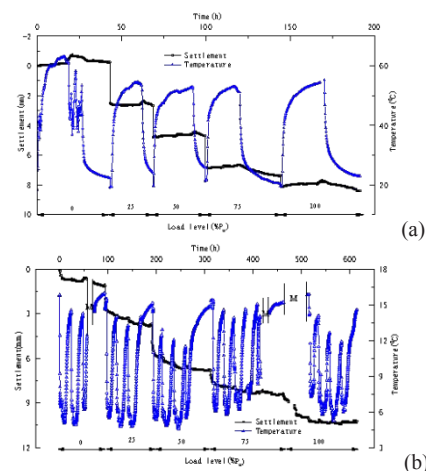 Time(h)
0 50 100 150 200
-2 60
0 50
2
4 40
6 30
8 20
10 10
Settlement
Temperature
Settlement(mm)
Temperature(℃)
0 25 50 75 100
Load level(%Pu)
(a)
Time(h)
0 100 200 300 400 500 600
0 18
3 15
6 12
9 9
12 6
3
M M
Settlement(mm)
Temperature(℃)
Settlement
Temperature
0 25 50 75 100
Load level(%Pu)
(b)